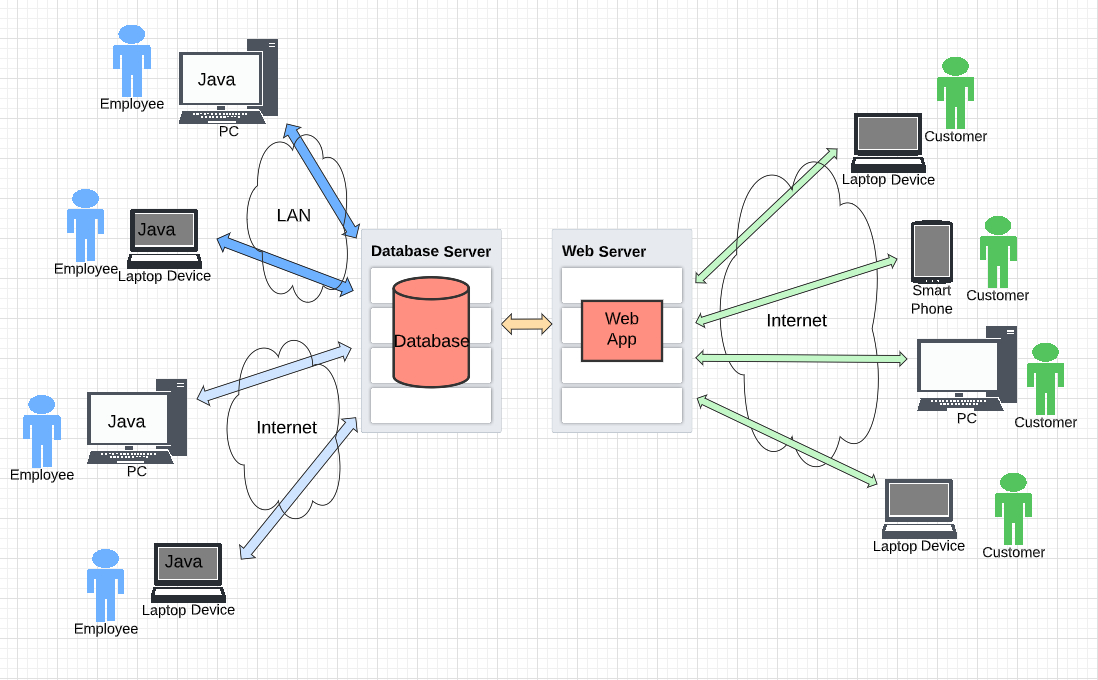 Employee
Java
PC
LAN
Employee
Java
Laptop Device
Database Server
Database
Web Server
Web
App
Internet
Employee
Java
PC
Employee
Java
Laptop Device
Internet
Customer
Laptop Device
Smart
Phone
Customer
PC
Customer
Laptop Device
Customer